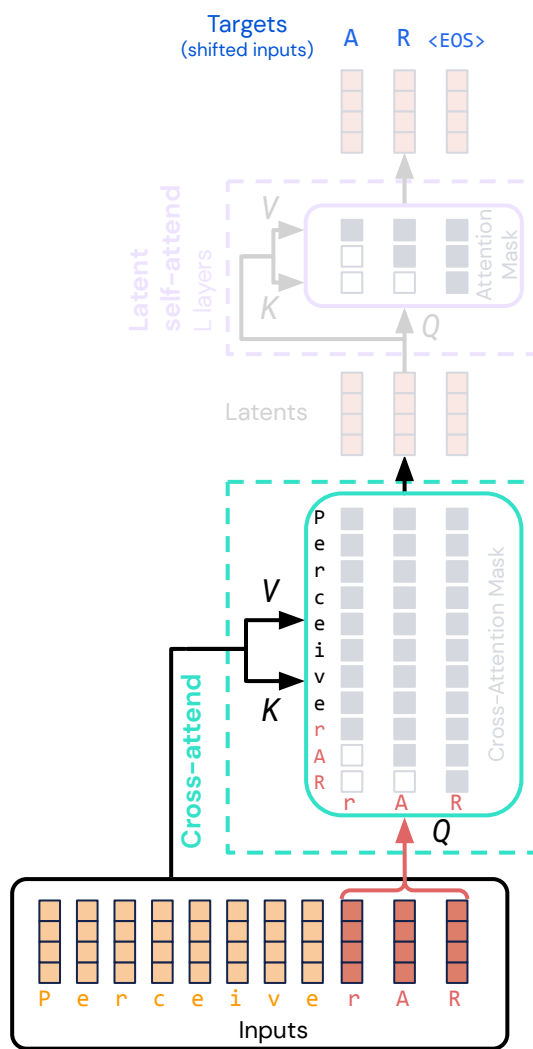 Targets
(shifted inputs)
A R <EOS>
Latent
self-attend
L layers
V
K
Q
Attention
Mask
Latents
Cross-attend
V
K
P
e
r
c
e
i
v
e
r
A
R
r A R
Cross-Attention Mask
Q
P e r c e i v e r A R
Inputs